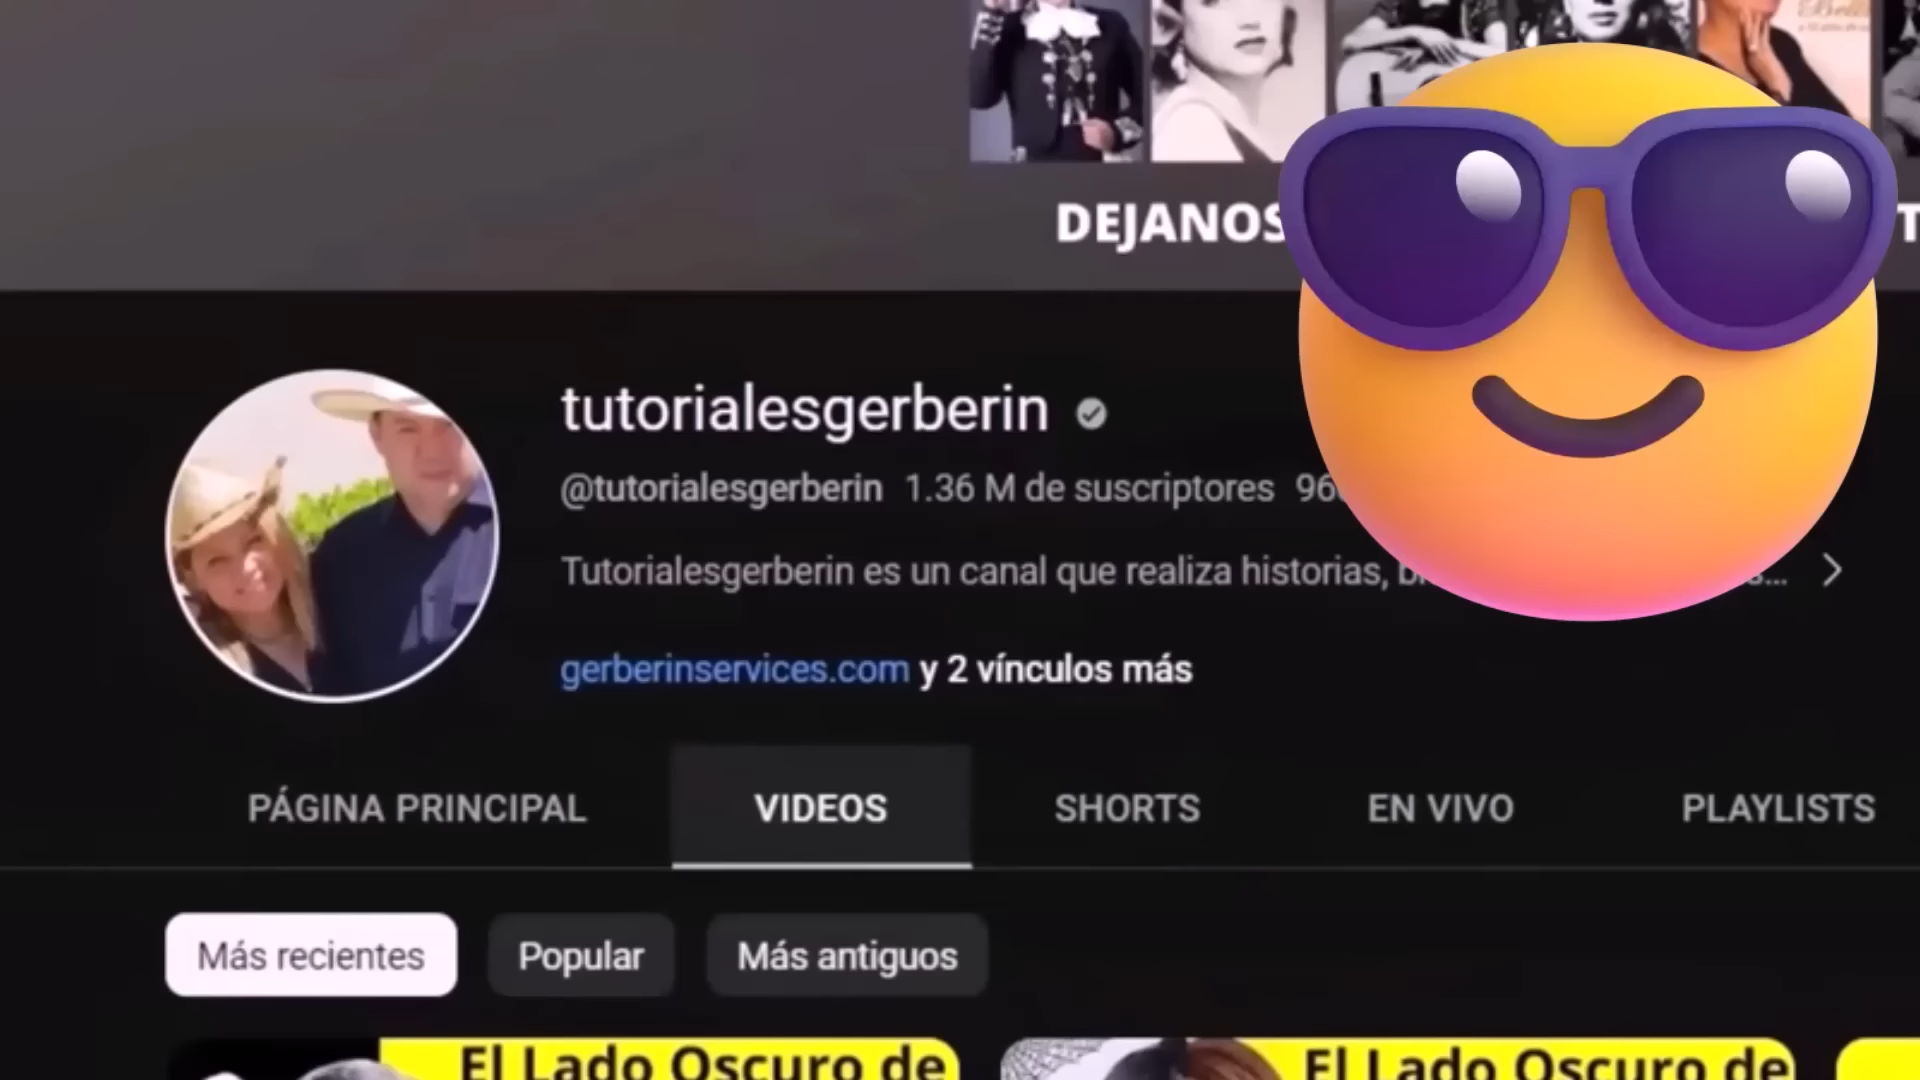 DEJANOS
tutorialesgerberin
@tutorialesgerberin 1.36 M de suscriptores
Tutorialesgerberin es un canal que realiza historias,
gerberinservices.com y 2 vínculos más
PÁGINA PRINCIPAL VIDEOS SHORTS EN VIVO PLAYLISTS
Más recientes Popular Más antiguos
El Lado Oscuro de El Lado Oscuro de